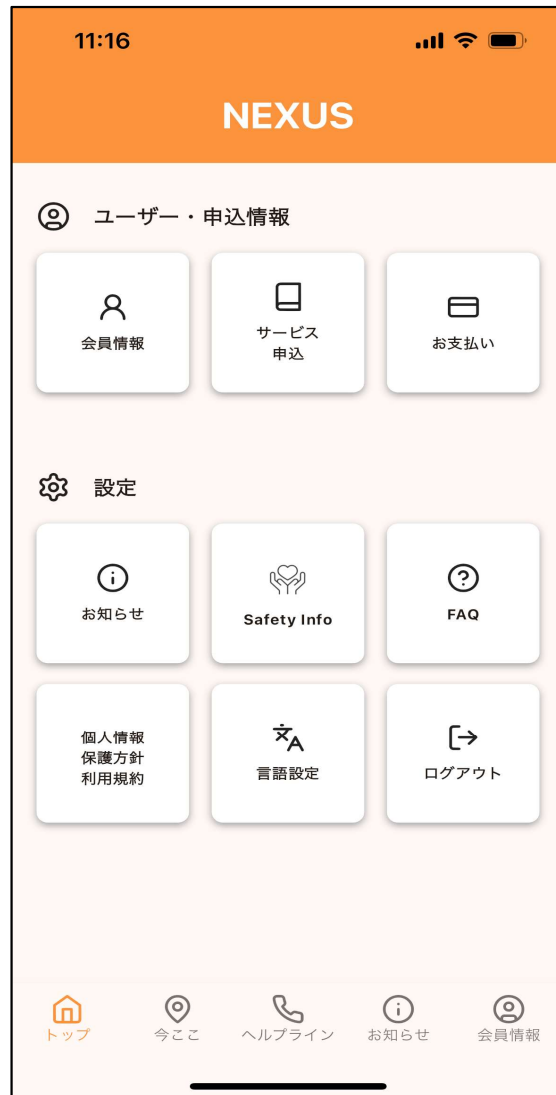 11:16
NEXUS
ユーザー・申込情報
会員情報
サービス
申込
お支払い
設定
お知らせ
Safety Info
FAQ
個人情報
保護方針
利用規約
言語設定
ログアウト
トップ
今ここ
ヘルプライン
お知らせ
会員情報